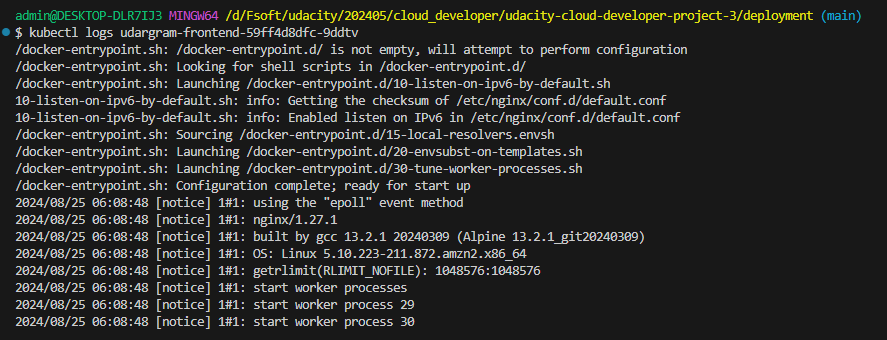 admin@DESKTOP-DLR7IJ3 MINGW64 /d/Fsoft/udacity/202405/cloud_developer/udacity-cloud-developer-project-3/deployment (main)
$ kubectl logs udargram-frontend-59ff4d8dfc-9ddtv
/docker-entrypoint.sh: /docker-entrypoint.d/ is not empty, will attempt to perform configuration
/docker-entrypoint.sh: Looking for shell scripts in /docker-entrypoint.d/
/docker-entrypoint.sh: Launching /docker-entrypoint.d/10-listen-on-ipv6-by-default.sh
10-listen-on-ipv6-by-default.sh: info: Getting the checksum of /etc/nginx/conf.d/default.conf
10-listen-on-ipv6-by-default.sh: info: Enabled listen on IPv6 in /etc/nginx/conf.d/default.conf
/docker-entrypoint.sh: Sourcing /docker-entrypoint.d/15-local-resolvers.envsh
/docker-entrypoint.sh: Launching /docker-entrypoint.d/20-envsubst-on-templates.sh
/docker-entrypoint.sh: Launching /docker-entrypoint.d/30-tune-worker-processes.sh
/docker-entrypoint.sh: Configuration complete; ready for start up
2024/08/25 06:08:48 [notice] 1#1: using the "epoll" event method
2024/08/25 06:08:48 [notice] 1#1: nginx/1.27.1
2024/08/25 06:08:48 [notice] 1#1: built by gcc 13.2.1 20240309 (Alpine 13.2.1_git20240309)
2024/08/25 06:08:48 [notice] 1#1: OS: Linux 5.10.223-211.872.amzn2.x86_64
2024/08/25 06:08:48 [notice] 1#1: getrlimit(RLIMIT_NOFILE): 1048576:1048576
2024/08/25 06:08:48 [notice] 1#1: start worker processes
2024/08/25 06:08:48 [notice] 1#1: start worker process 29
2024/08/25 06:08:48 [notice] 1#1: start worker process 30